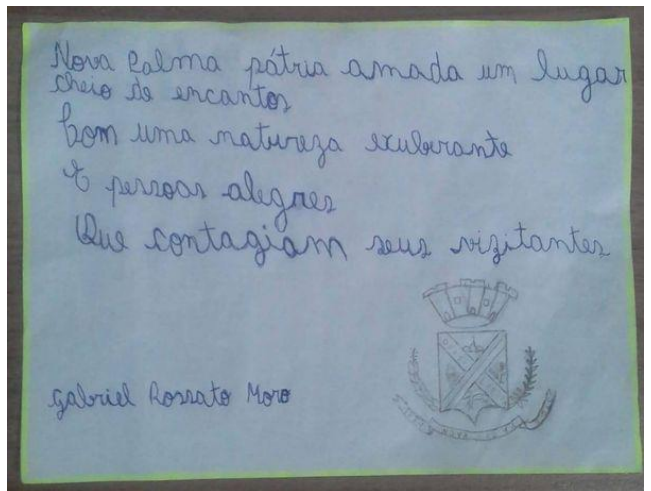 Nova Palma pátria amada um lugar
cheio de encantos
Com uma natureza exuberante
E pessoas alegres
Que contagiam seus vizitantes
Gabriel Rossato Moro